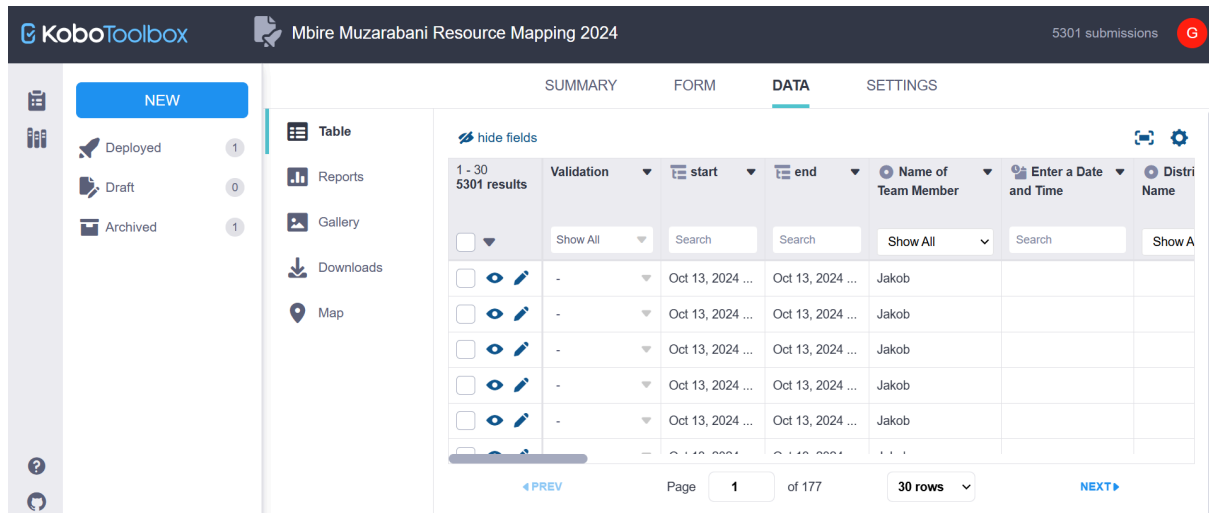 KoboToolbox
Mbire Muzarabani Resource Mapping 2024
5301 submissions
G
NEW
Deployed 1
Draft 0
Archived 1
SUMMARY FORM DATA SETTINGS
Table
Reports
Gallery
Downloads
Map
hide fields
1 - 30
5301 results
Validation
start
end
Name of
Team Member
Enter a Date
and Time
Distri
Name
Show All Search Search Show All Search Show A
- Oct 13, 2024 ... Oct 13, 2024 ... Jakob
- Oct 13, 2024 ... Oct 13, 2024 ... Jakob
- Oct 13, 2024 ... Oct 13, 2024 ... Jakob
- Oct 13, 2024 ... Oct 13, 2024 ... Jakob
- Oct 13, 2024 ... Oct 13, 2024 ... Jakob
PREV Page 1 of 177 30 rows NEXT